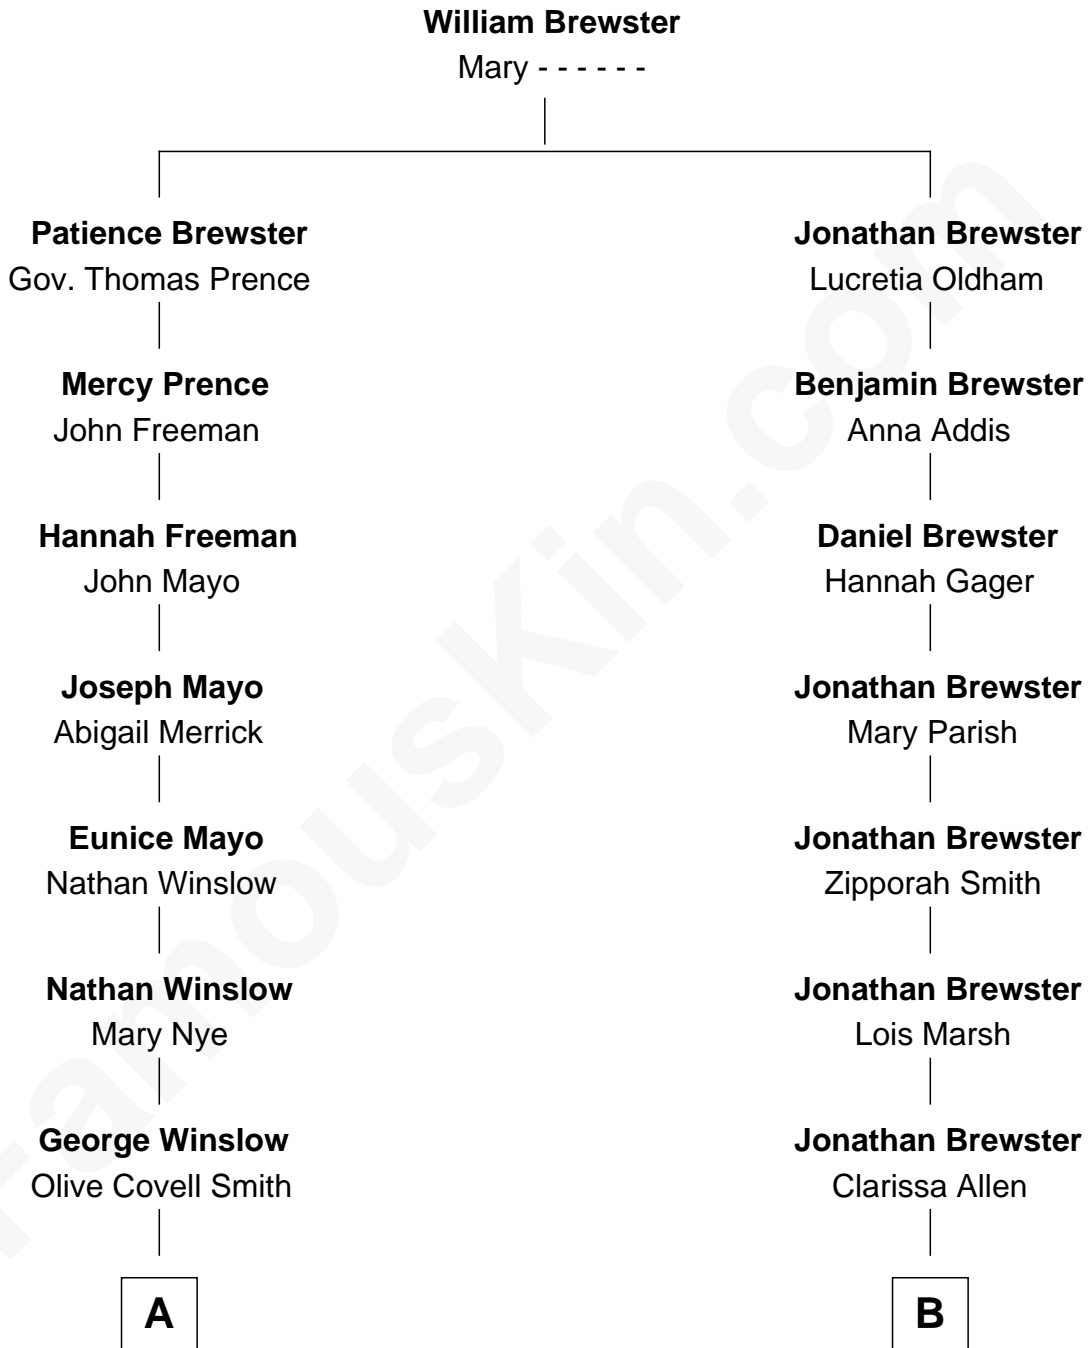 William Brewster
Mary - - - - - -
Patience Brewster
Gov. Thomas Prence
Jonathan Brewster
Lucretia Oldham
Mercy Prence
John Freeman
Benjamin Brewster
Anna Addis
Hannah Freeman
John Mayo
Daniel Brewster
Hannah Gager
Joseph Mayo
Abigail Merrick
Jonathan Brewster
Mary Parish
Eunice Mayo
Nathan Winslow
Jonathan Brewster
Zipporah Smith
Nathan Winslow
Mary Nye
Jonathan Brewster
Lois Marsh
George Winslow
Olive Covell Smith
Jonathan Brewster
Clarissa Allen
A
B
FamousKin.com